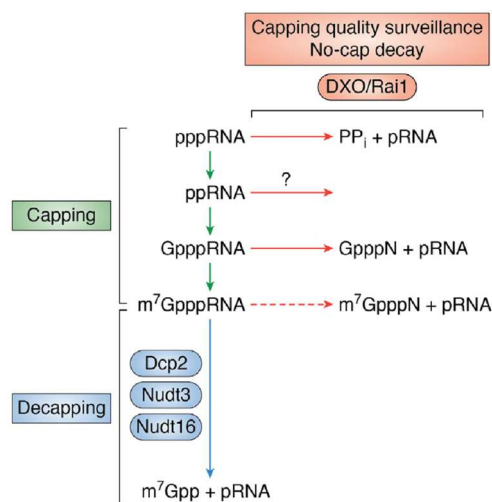 Capping quality surveillance
No-cap decay
DXO/Rai1
pppRNA
PPi + pRNA
ppRNA
?
Capping
GpppRNA
GpppN + pRNA
m⁷GpppRNA
m⁷GpppN + pRNA
Dcp2
Nudt3
Decapping
Nudt16
m⁷Gpp + pRNA